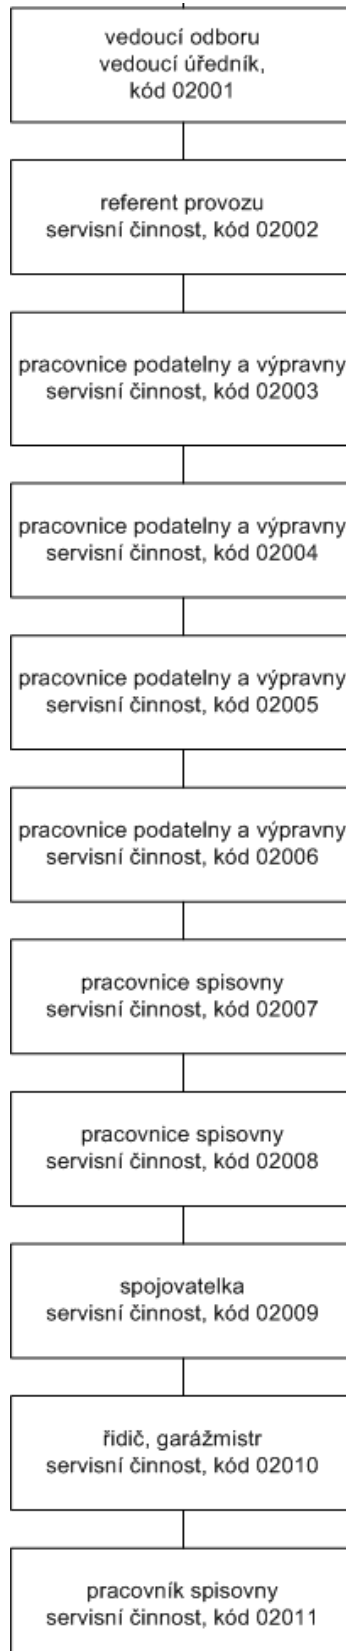 vedoucí odboru
vedoucí úředník,
kód 02001
referent provozu
servisní činnost, kód 02002
pracovnice podatelny a výpravny
servisní činnost, kód 02003
pracovnice podatelny a výpravny
servisní činnost, kód 02004
pracovnice podatelny a výpravny
servisní činnost, kód 02005
pracovnice podatelny a výpravny
servisní činnost, kód 02006
pracovnice spisovny
servisní činnost, kód 02007
pracovnice spisovny
servisní činnost, kód 02008
spojovatelka
servisní činnost, kód 02009
řidič, garážmistr
servisní činnost, kód 02010
pracovník spisovny
servisní činnost, kód 02011